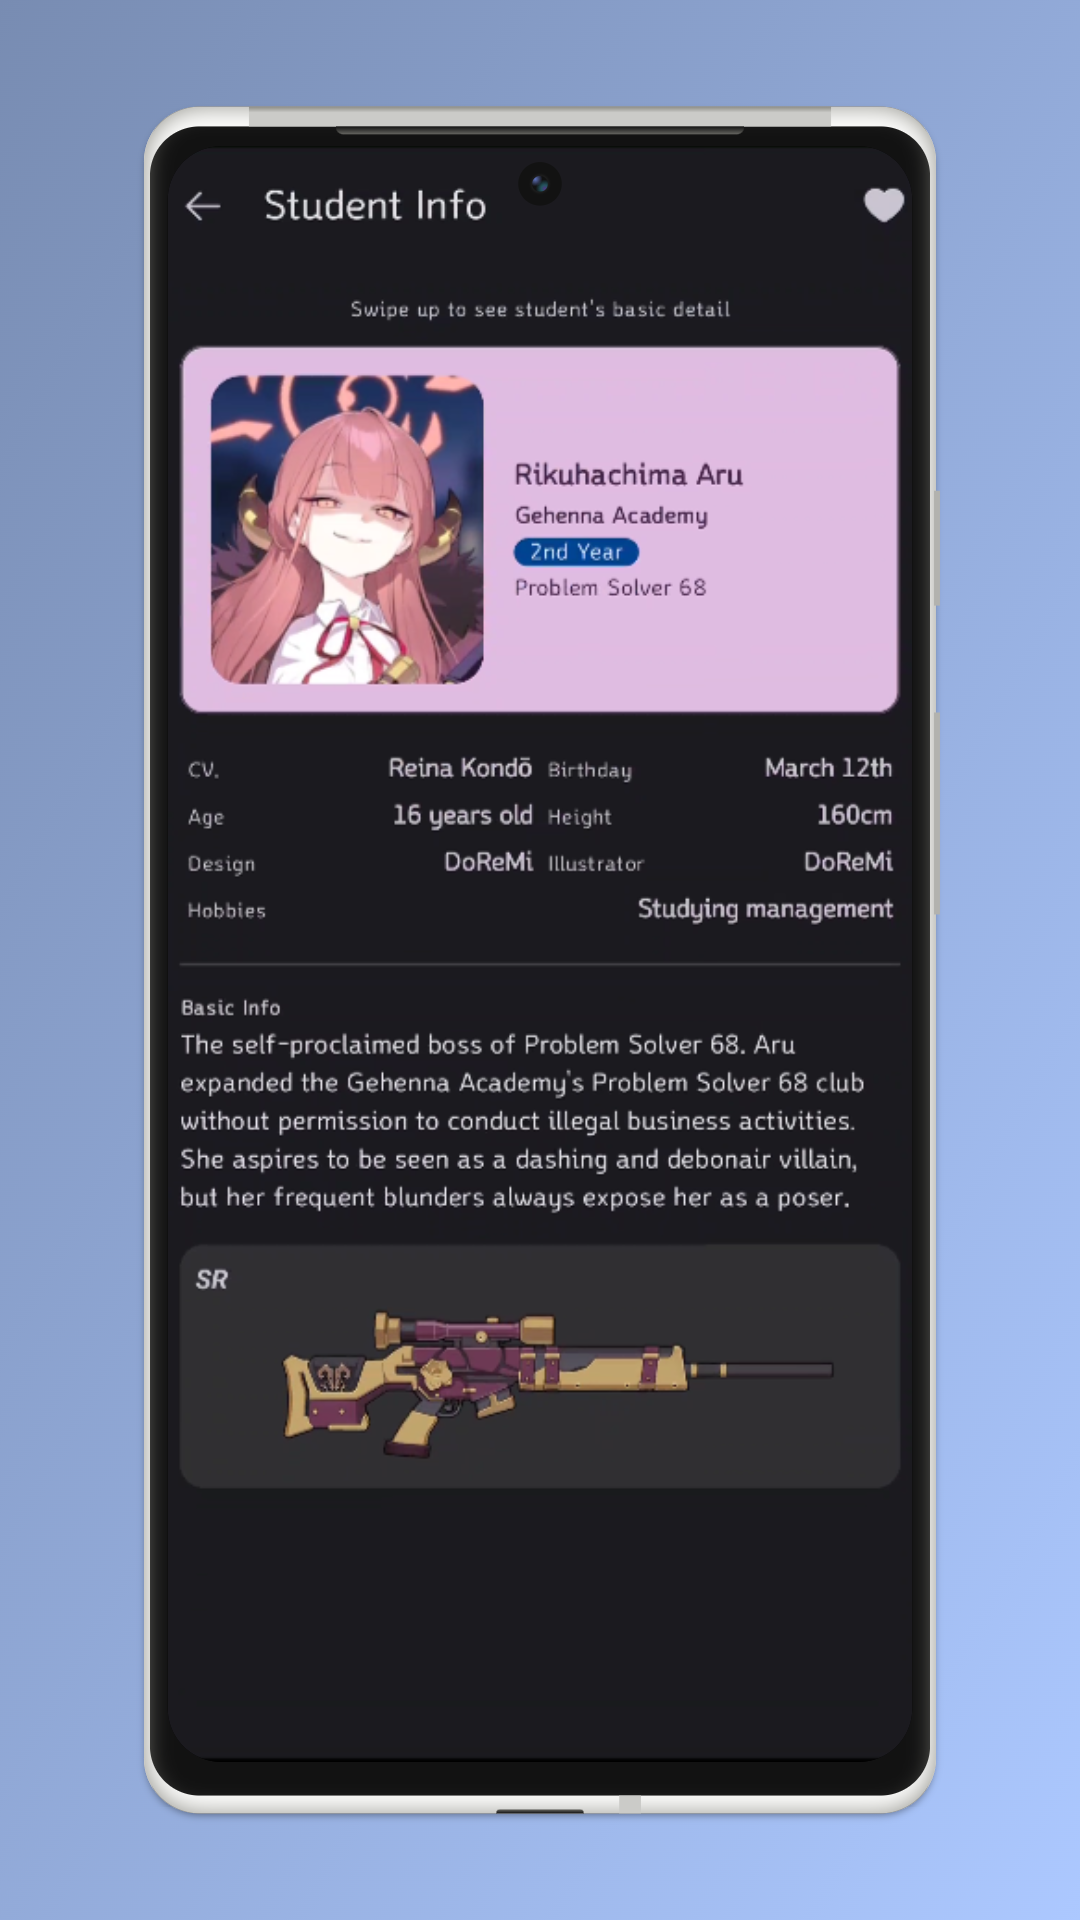 Student Info
Swipe up to see student's basic detail
Rikuhachima Aru
Gehenna Academy
2nd Year
Problem Solver 68
CV. Reina Kondō Birthday March 12th
Age 16 years old Height 160cm
Design DoReMi Illustrator DoReMi
Hobbies Studying management
Basic Info
The self-proclaimed boss of Problem Solver 68. Aru
expanded the Gehenna Academy's Problem Solver 68 club
without permission to conduct illegal business activities.
She aspires to be seen as a dashing and debonair villain,
but her frequent blunders always expose her as a poser.
SR